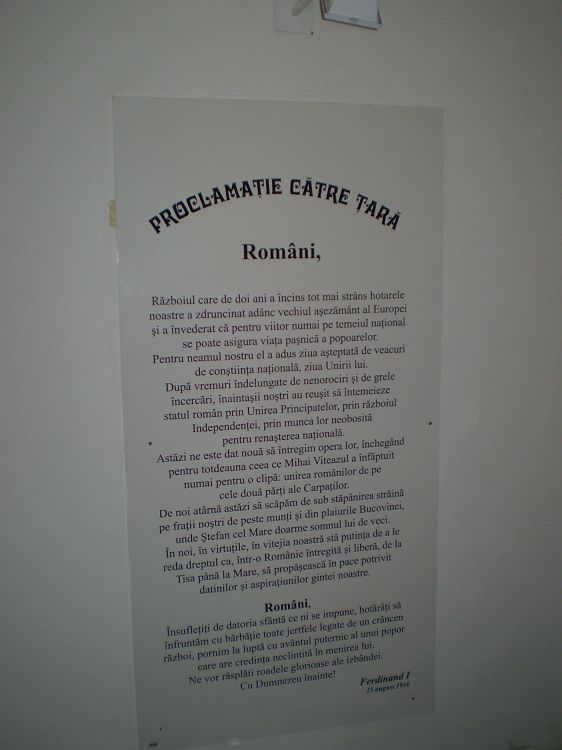 PROCLAMAȚIE CĂTRE ȚARĂ
Români,
Războiul care de doi ani a încins tot mai strâns hotarele
noastre a zdruncinat adânc vechiul așezământ al Europei
și a învederat că pentru viitor numai pe temeiul național
se poate asigura viața pașnică a popoarelor.
Pentru neamul nostru el a adus ziua așteptată de veacuri
de conștiința națională, ziua Unirii lui.
După vremuri îndelungate de nenorociri și de grele
încercări, înaintașii noștri au reușit să întemeieze
statul român prin Unirea Principatelor, prin războiul
Independenței, prin munca lor neobosită
pentru renașterea națională.
Astăzi ne este dat nouă să întregim opera lor, închegând
pentru totdeauna ceea ce Mihai Viteazul a înfăptuit
numai pentru o clipă: unirea românilor de pe
cele două părți ale Carpaților.
De noi atârnă astăzi să scăpăm de sub stăpânirea străină
pe frații noștri de peste munți și din plaiurile Bucovinei,
unde Ștefan cel Mare doarme somnul lui de veci.
În noi, în virtuțile, în vitejia noastră stă putința de a le
reda dreptul ca, într-o Românie întregită și liberă, de la
Tisa până la Mare, să propășească în pace potrivit
datinilor și aspirațiunilor gintei noastre.
Români,
Însuflețiți de datoria sfântă ce ni se impune, hotărâți să
înfruntăm cu bărbăție toate jertfele legate de un crâncen
război, pornim la luptă cu avântul puternic al unui popor
care are credința neclintită în menirea lui.
Ne vor răsplăti roadele glorioase ale izbândei.
Cu Dumnezeu înainte!
Ferdinand I
15 august 1916